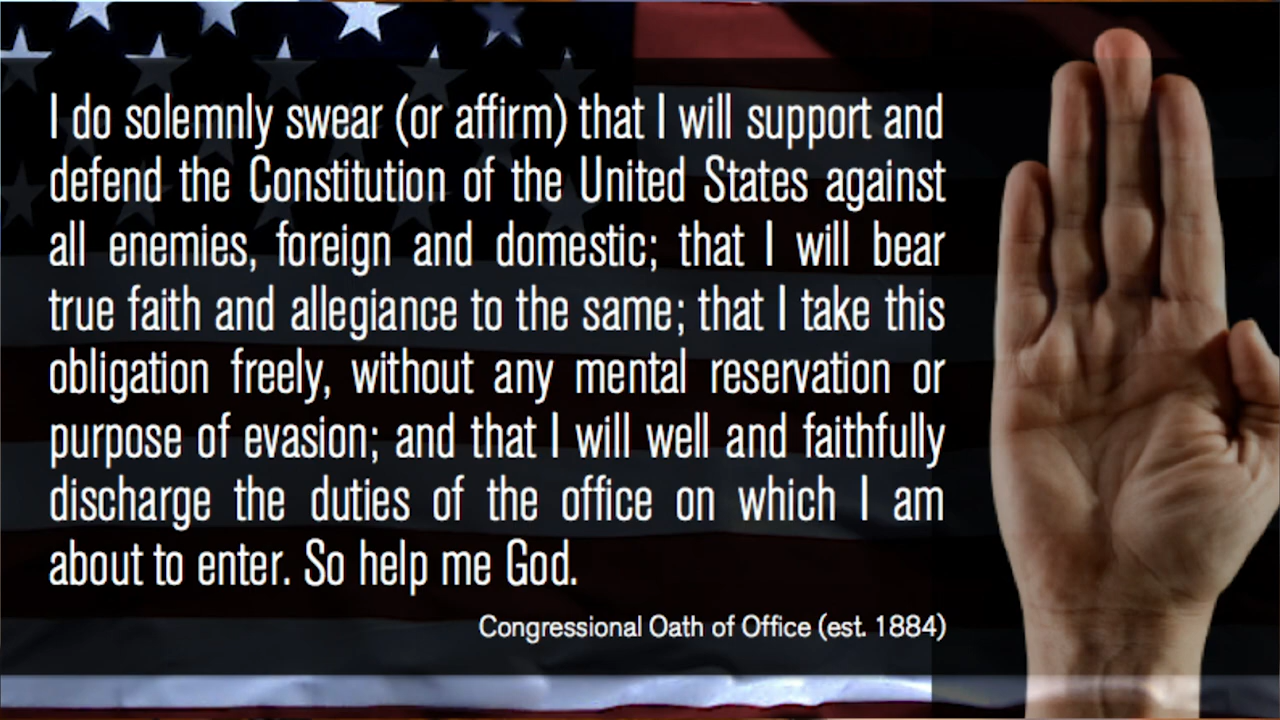 I do solemnly swear (or affirm) that I will support and
defend the Constitution of the United States against
all enemies, foreign and domestic; that I will bear
true faith and allegiance to the same; that I take this
obligation freely, without any mental reservation or
purpose of evasion; and that I will well and faithfully
discharge the duties of the office on which I am
about to enter. So help me God.
Congressional Oath of Office (est. 1884)